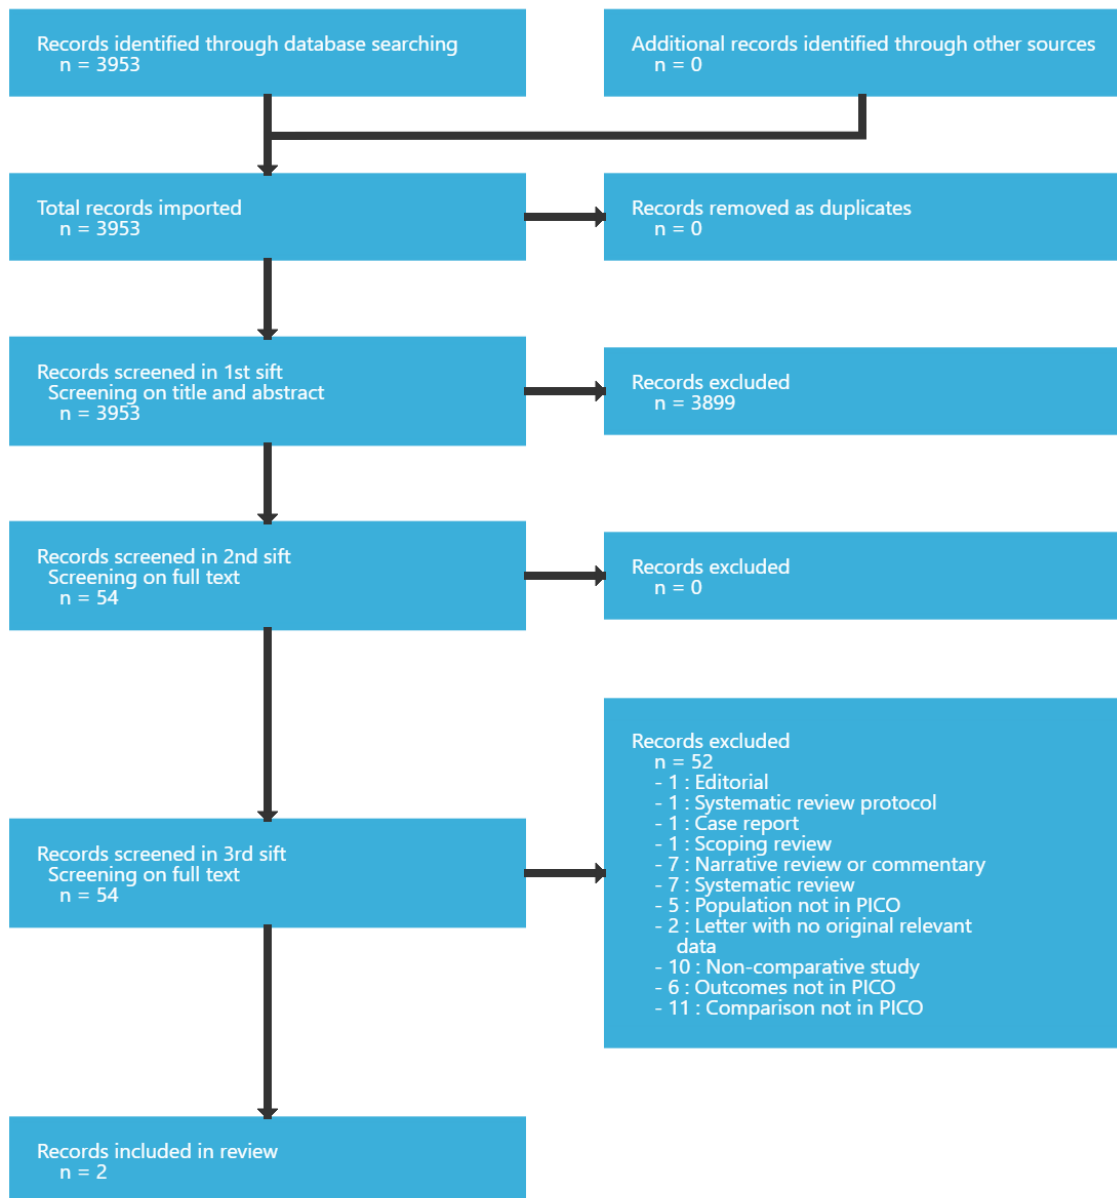 Records identified through database searching
n = 3953
Additional records identified through other sources
n = 0
Total records imported
n = 3953
Records removed as duplicates
n = 0
Records screened in 1st sift
Screening on title and abstract
n = 3953
Records excluded
n = 3899
Records screened in 2nd sift
Screening on full text
n = 54
Records excluded
n = 0
Records screened in 3rd sift
Screening on full text
n = 54
Records excluded
n = 52
- 1 : Editorial
- 1 : Systematic review protocol
- 1 : Case report
- 1 : Scoping review
- 7 : Narrative review or commentary
- 7 : Systematic review
- 5 : Population not in PICO
- 2 : Letter with no original relevant
data
- 10 : Non-comparative study
- 6 : Outcomes not in PICO
- 11 : Comparison not in PICO
Records included in review
n = 2